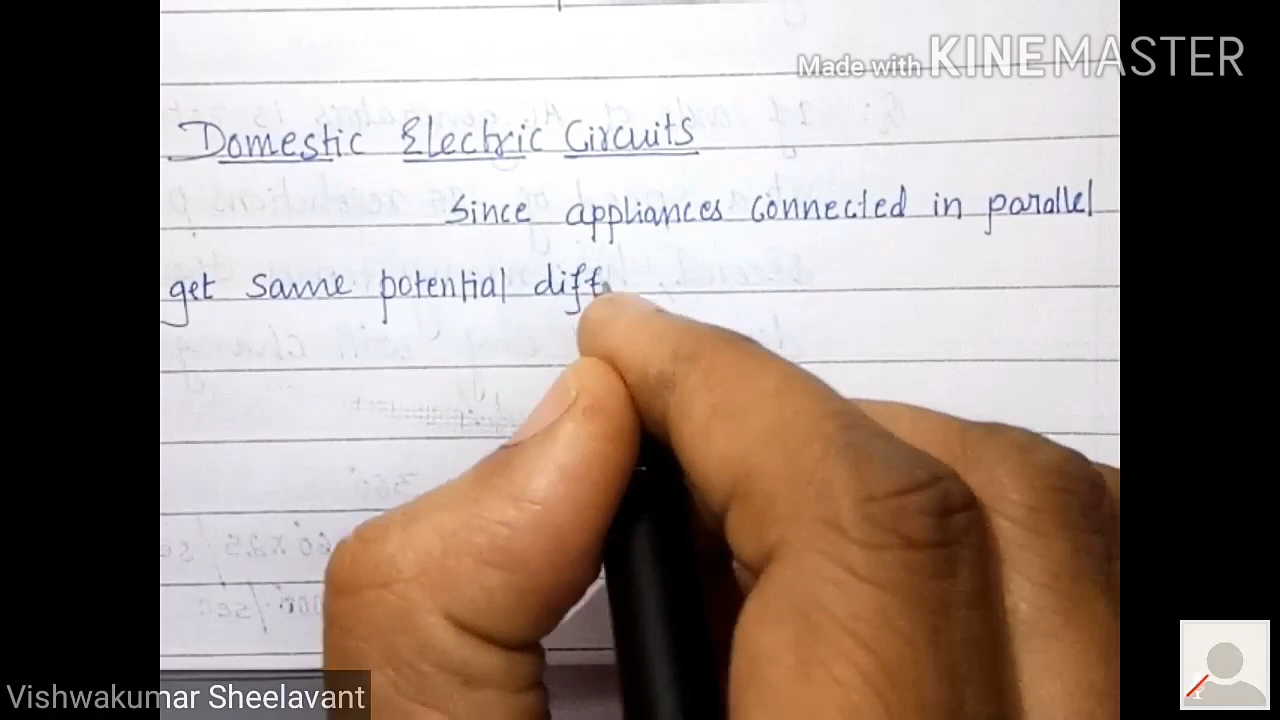 Made with KINEMASTER
Domestic Electric Circuits
Since appliances connected in parallel
get same potential diff
Vishwakumar Sheelavant